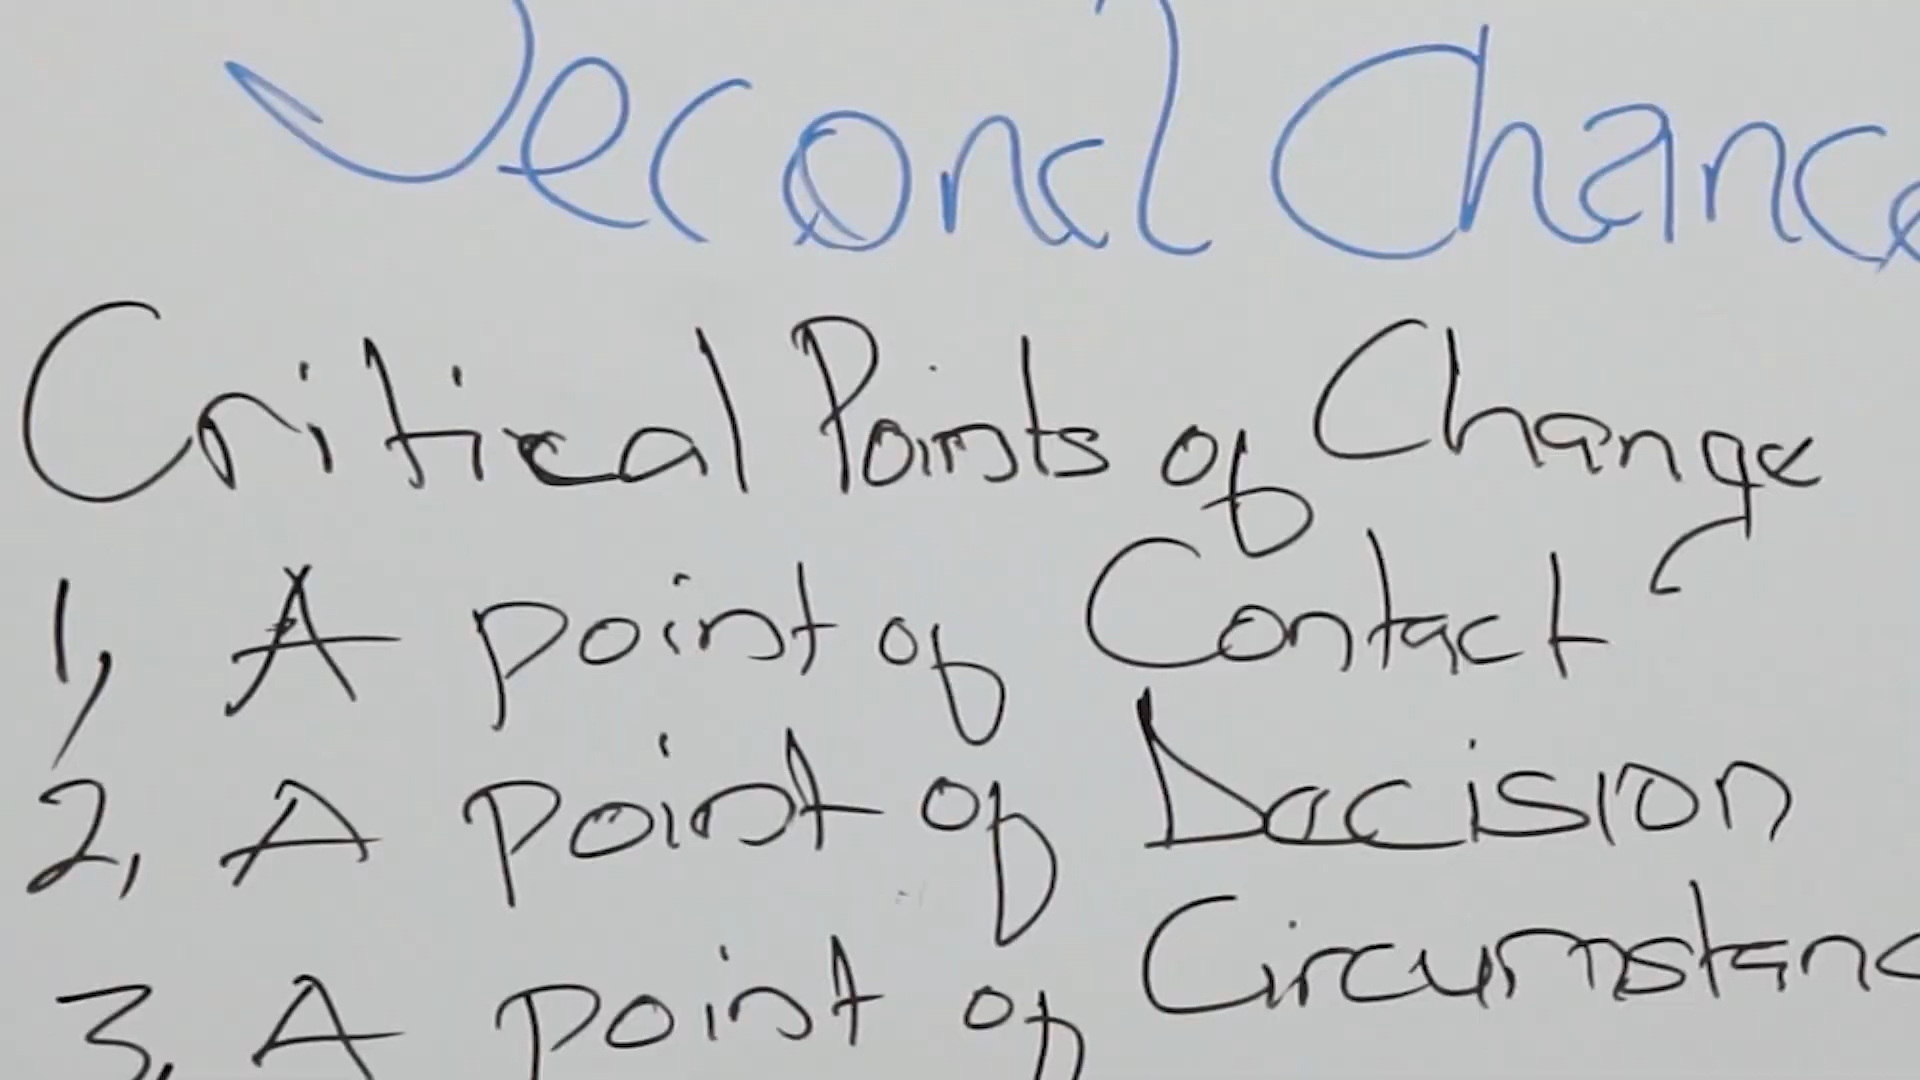 Second Chance
Critical Points of Change
1, A point of Contact
2, A point of Decision
3, A point of Circumstanc